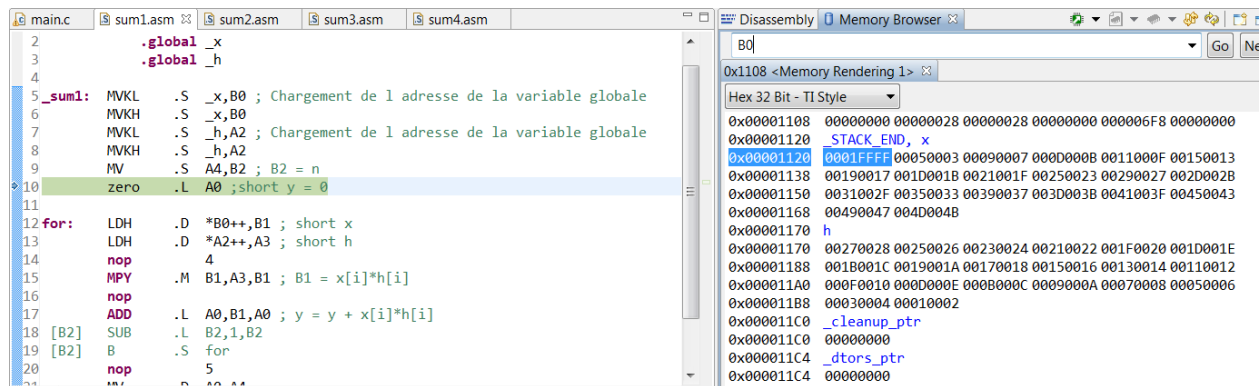 main.c sum1.asm sum2.asm sum3.asm sum4.asm
2 .global _x
3 .global _h
4
5 _sum1: MVKL .S _x,B0 ; Chargement de l adresse de la variable globale
6 MVKH .S _x,B0
7 MVKL .S _h,A2 ; Chargement de l adresse de la variable globale
8 MVKH .S _h,A2
9 MV .S A4,B2 ; B2 = n
10 zero .L A0 ;short y = 0
11
12 for: LDH .D *B0++,B1 ; short x
13 LDH .D *A2++,A3 ; short h
14 nop 4
15 MPY .M B1,A3,B1 ; B1 = x[i]*h[i]
16 nop
17 ADD .L A0,B1,A0 ; y = y + x[i]*h[i]
18 [B2] SUB .L B2,1,B2
19 [B2] B .S for
20 nop 5
Disassembly Memory Browser
B0 Go
0x1108 <Memory Rendering 1>
Hex 32 Bit - TI Style
0x00001108 00000000 00000028 00000028 00000000 000006F8 00000000
0x00001120 _STACK_END, x
0x00001120 0001FFFF 00050003 00090007 000D000B 0011000F 00150013
0x00001138 00190017 001D001B 0021001F 00250023 00290027 002D002B
0x00001150 0031002F 00350033 00390037 003D003B 0041003F 00450043
0x00001168 00490047 004D004B
0x00001170 h
0x00001170 00270028 00250026 00230024 00210022 001F0020 001D001E
0x00001188 001B001C 0019001A 00170018 00150016 00130014 00110012
0x000011A0 000F0010 000D000E 000B000C 0009000A 00070008 00050006
0x000011B8 00030004 00010002
0x000011C0 _cleanup_ptr
0x000011C0 00000000
0x000011C4 _dtors_ptr
0x000011C4 00000000